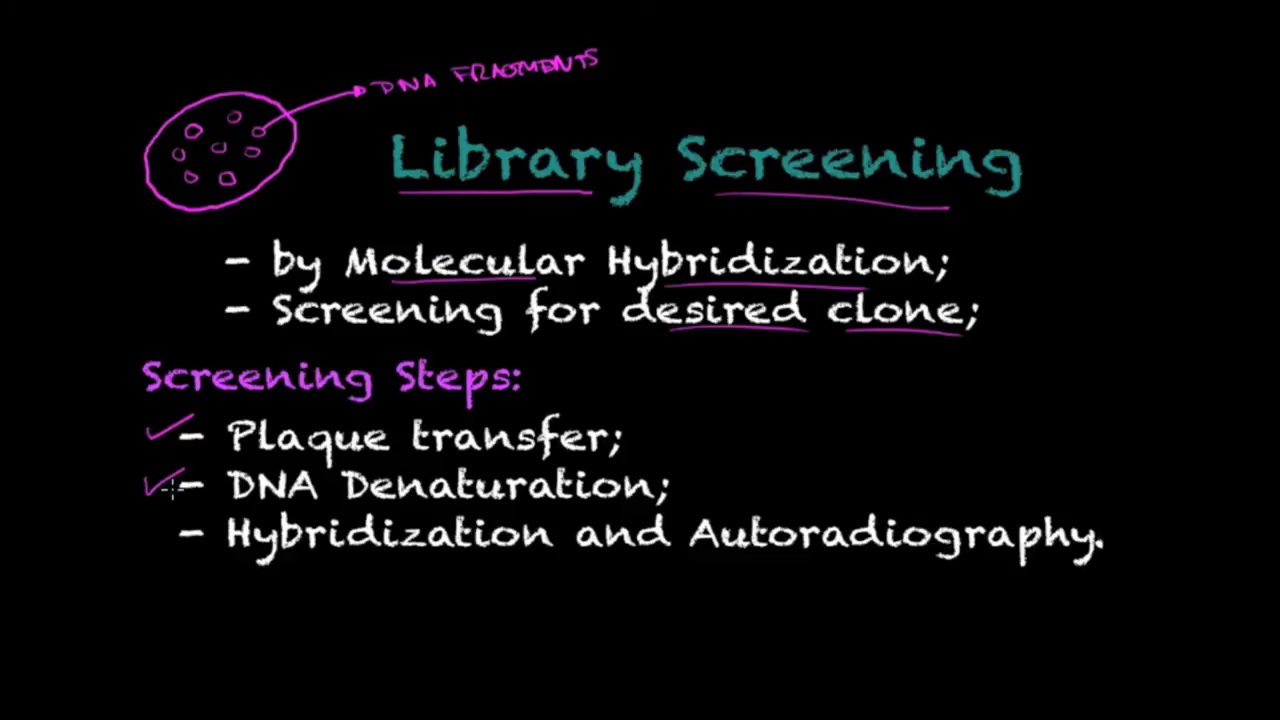 DNA FRAGMENTS
Library Screening
- by Molecular Hybridization;
- Screening for desired clone;
Screening Steps:
- Plaque transfer;
- DNA Denaturation;
- Hybridization and Autoradiography.